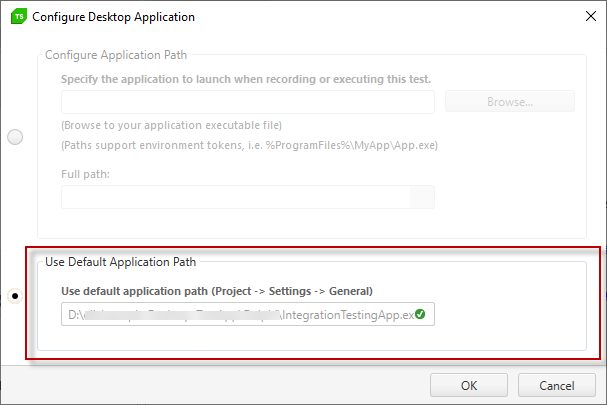 TS Configure Desktop Application
Configure Application Path
Specify the application to launch when recording or executing this test.
Browse...
(Browse to your application executable file)
(Paths support environment tokens, i.e. %ProgramFiles%\MyApp\App.exe)
Full path:
Use Default Application Path
Use default application path (Project -> Settings -> General)
D:\ \IntegrationTestingApp.ex
OK Cancel